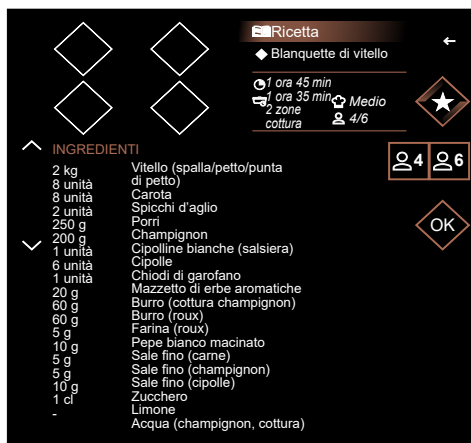 Ricetta
Blanquette di vitello
1 ora 45 min
1 ora 35 min
2 zone
cottura
Medio
4/6
INGREDIENTI
4
6
OK
2 kg
8 unità
8 unità
2 unità
250 g
200 g
1 unità
6 unità
1 unità
20 g
60 g
60 g
5 g
10 g
5 g
5 g
10 g
1 cl
-
Vitello (spalla/petto/punta
di petto)
Carota
Spicchi d'aglio
Porri
Champignon
Cipolline bianche (salsiera)
Cipolle
Chiodi di garofano
Mazzetto di erbe aromatiche
Burro (cottura champignon)
Burro (roux)
Farina (roux)
Pepe bianco macinato
Sale fino (carne)
Sale fino (champignon)
Sale fino (cipolle)
Zucchero
Limone
Acqua (champignon, cottura)